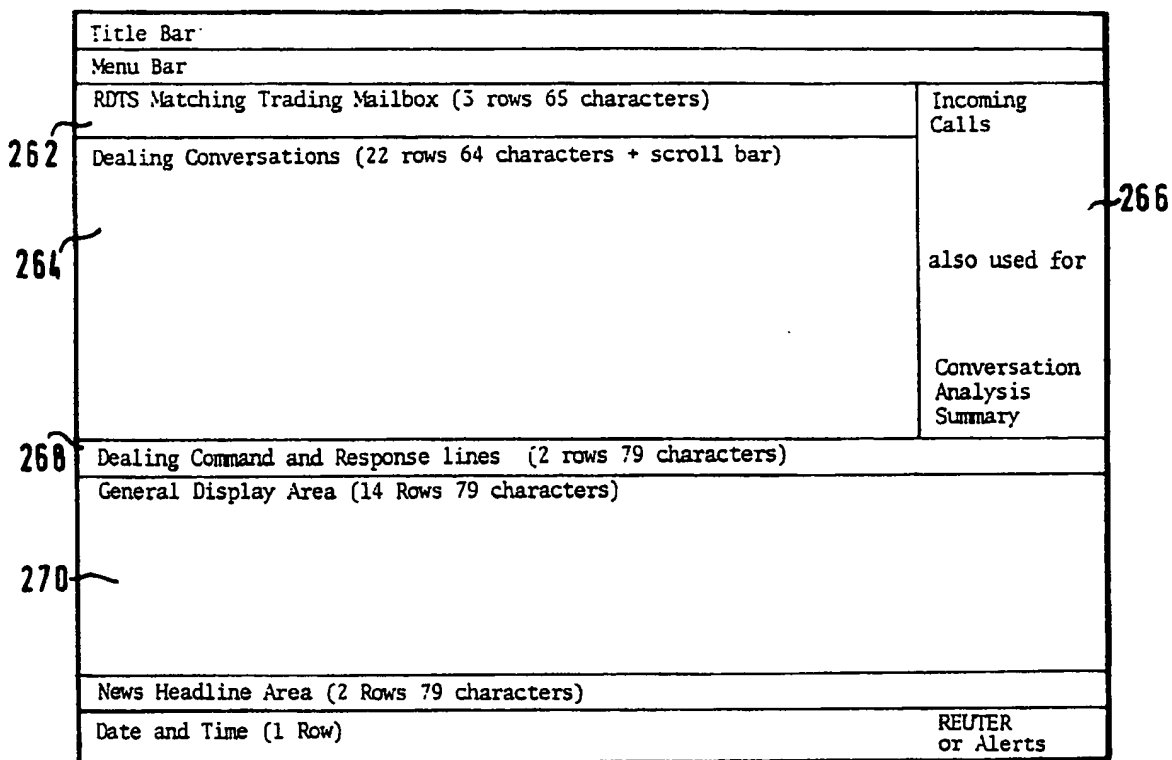 Title Bar
Menu Bar
RDTS Matching Trading Mailbox (3 rows 65 characters)
Incoming
Calls
262
Dealing Conversations (22 rows 64 characters + scroll bar)
266
264
also used for
Conversation
Analysis
Summary
268
Dealing Command and Response lines (2 rows 79 characters)
General Display Area (14 Rows 79 characters)
270
News Headline Area (2 Rows 79 characters)
Date and Time (1 Row)
REUTER
or Alerts